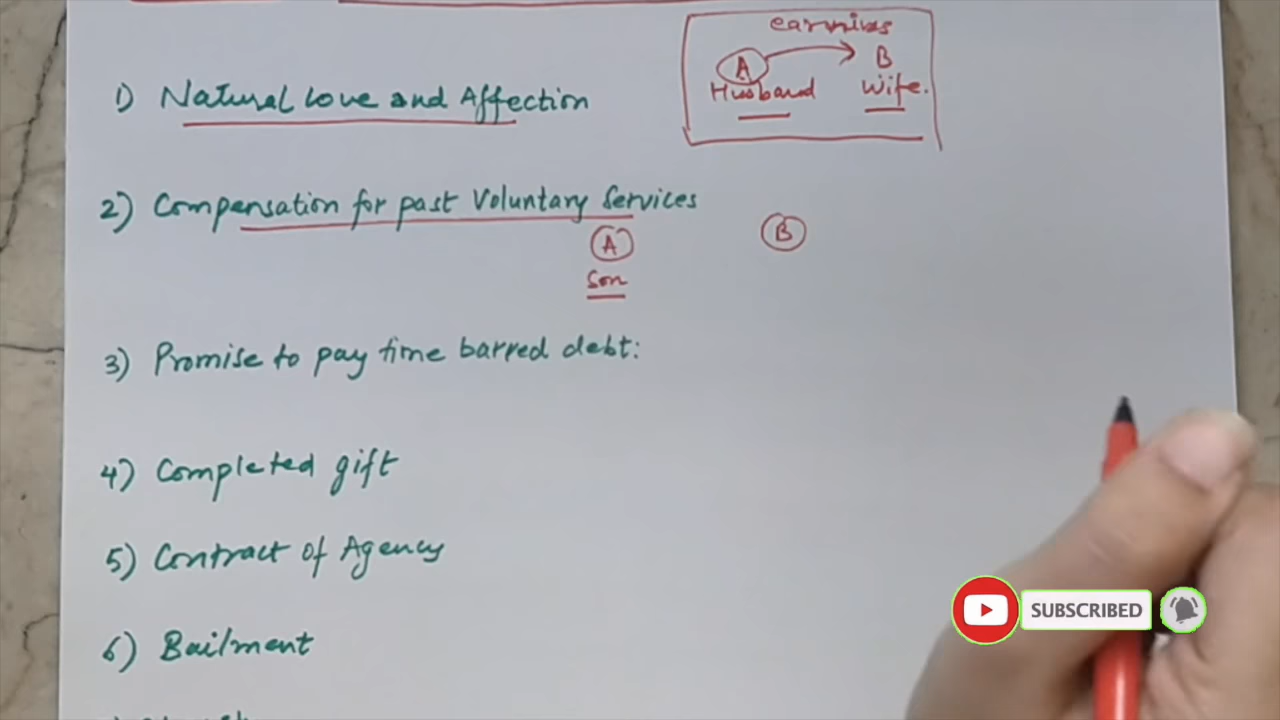 earnings
A B
Husband Wife.
1) Natural Love and Affection
2) Compensation for past Voluntary Services
A B
Son
3) Promise to pay time barred debt:
4) Completed gift
5) Contract of Agency
6) Bailment
SUBSCRIBED